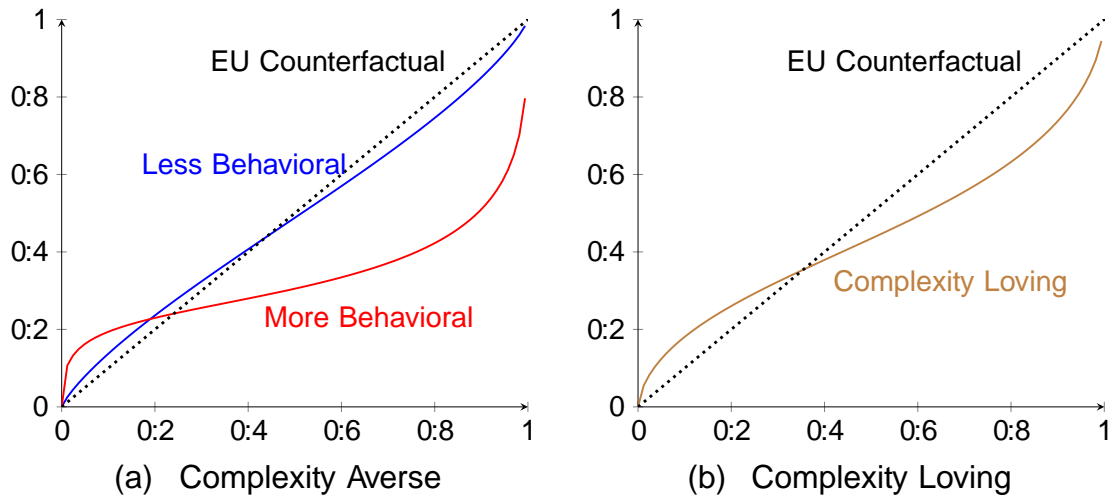 1
EU Counterfactual
0:8
Less Behavioral
0:6
0:4
More Behavioral
0:2
0
0 0:2 0:4 0:6 0:8 1
(a) Complexity Averse
1
EU Counterfactual
0:8
0:6
0:4
Complexity Loving
0:2
0
0 0:2 0:4 0:6 0:8 1
(b) Complexity Loving